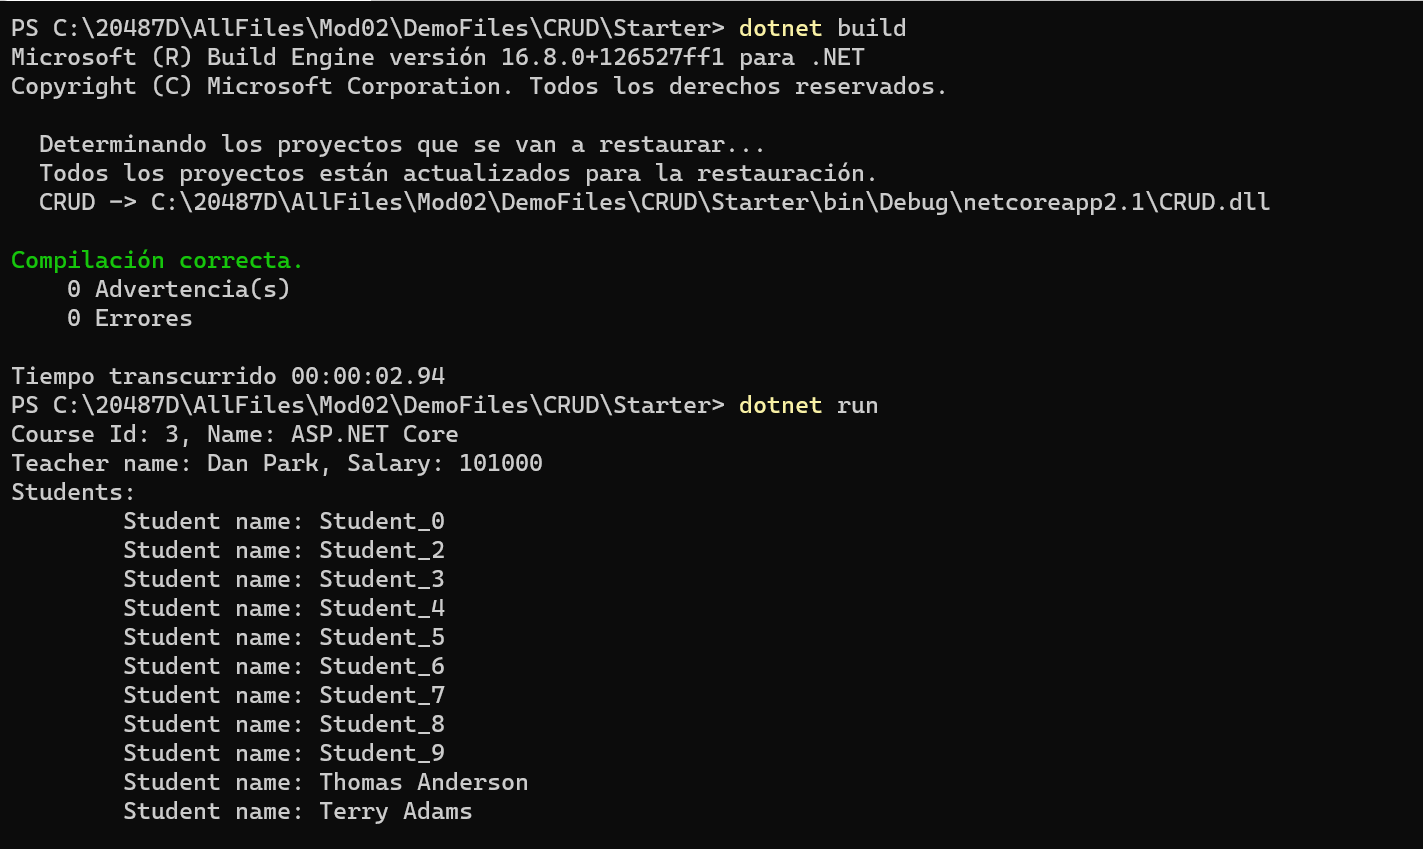 PS C:\20487D\AllFiles\Mod02\DemoFiles\CRUD\Starter> dotnet build
Microsoft (R) Build Engine versión 16.8.0+126527ff1 para .NET
Copyright (C) Microsoft Corporation. Todos los derechos reservados.
Determinando los proyectos que se van a restaurar...
Todos los proyectos están actualizados para la restauración.
CRUD -> C:\20487D\AllFiles\Mod02\DemoFiles\CRUD\Starter\bin\Debug\netcoreapp2.1\CRUD.dll
Compilación correcta.
0 Advertencia(s)
0 Errores
Tiempo transcurrido 00:00:02.94
PS C:\20487D\AllFiles\Mod02\DemoFiles\CRUD\Starter> dotnet run
Course Id: 3, Name: ASP.NET Core
Teacher name: Dan Park, Salary: 101000
Students:
Student name: Student_0
Student name: Student_2
Student name: Student_3
Student name: Student_4
Student name: Student_5
Student name: Student_6
Student name: Student_7
Student name: Student_8
Student name: Student_9
Student name: Thomas Anderson
Student name: Terry Adams